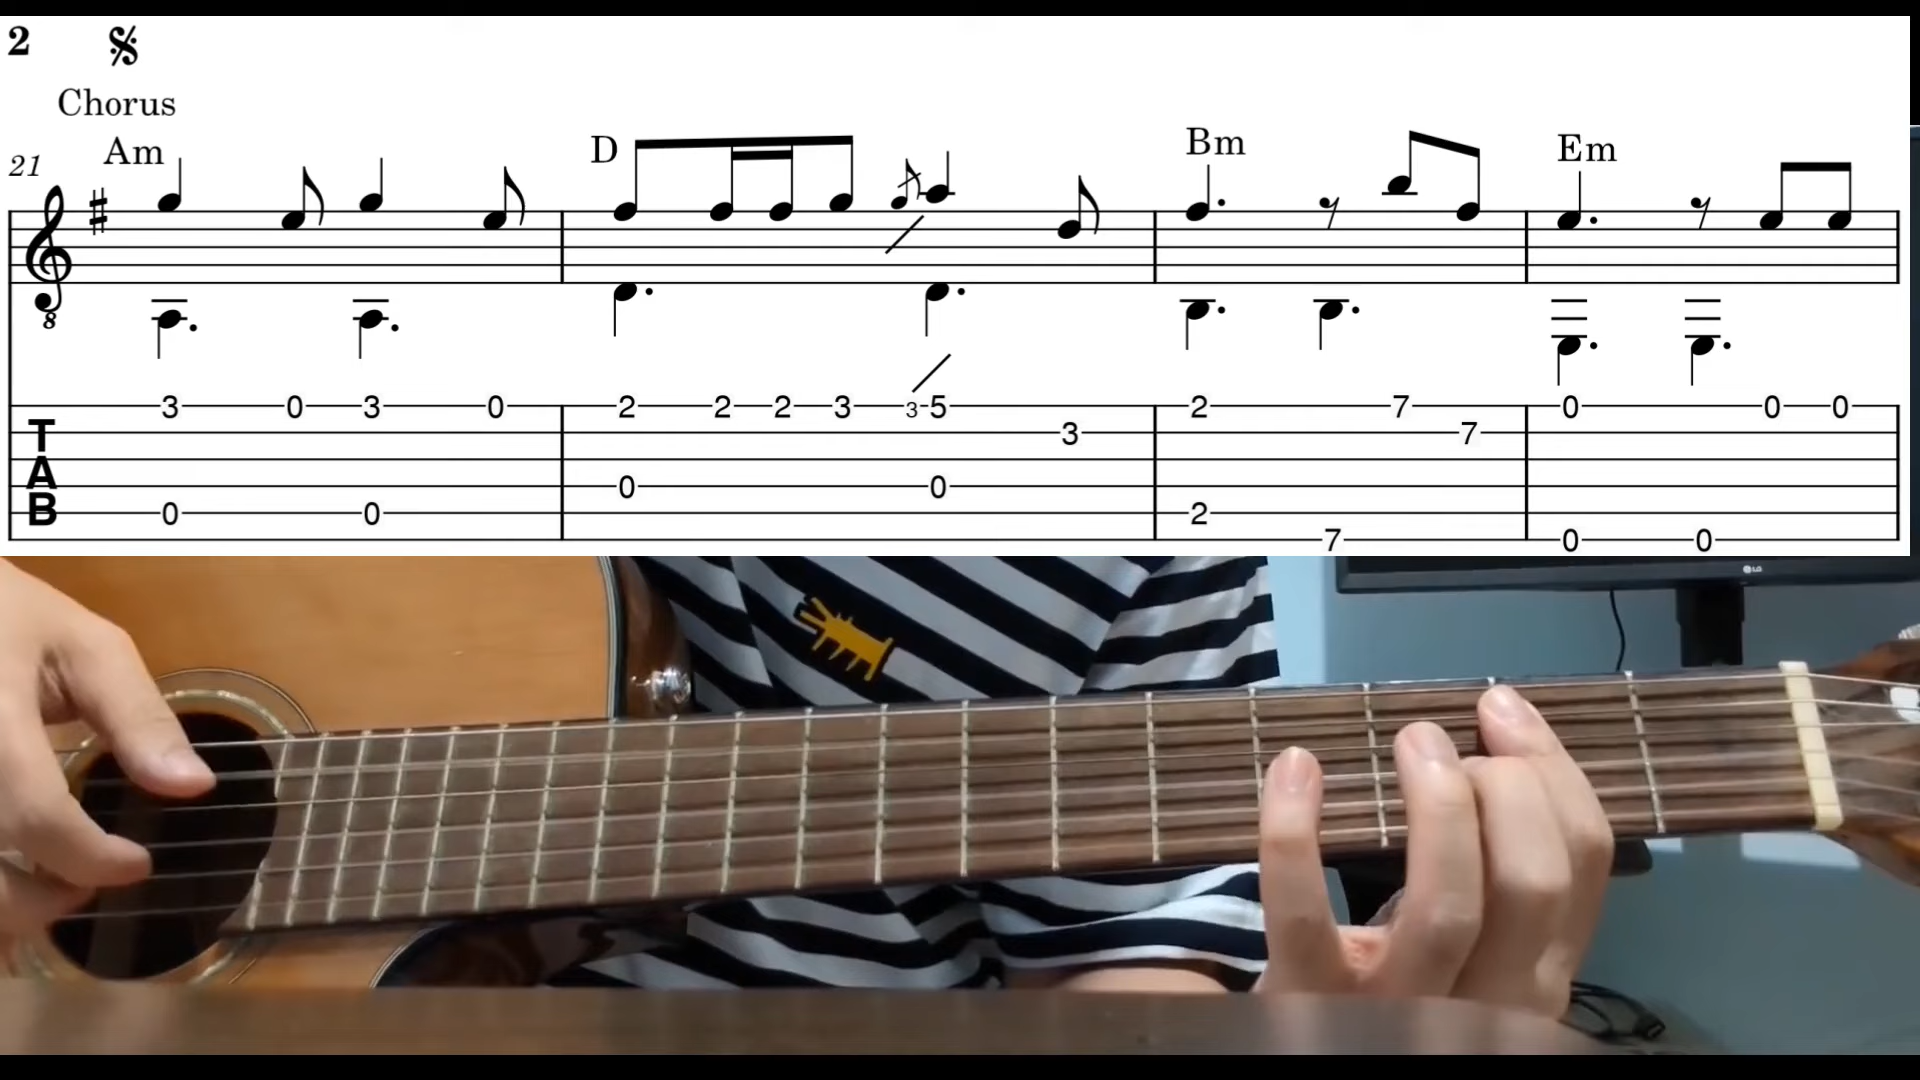 2
Chorus
Am D Bm Em
21
8
3 0 3 0 2 2 2 3 3 5 2 7 0 0 0
T 3 7
A 0 0
B 0 0 2
7 0 0
LG